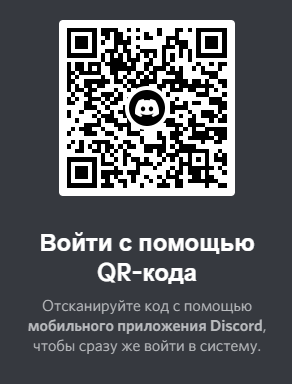 Войти с помощью
QR-кода
Отсканируйте код с помощью
мобильного приложения Discord,
чтобы сразу же войти в систему.